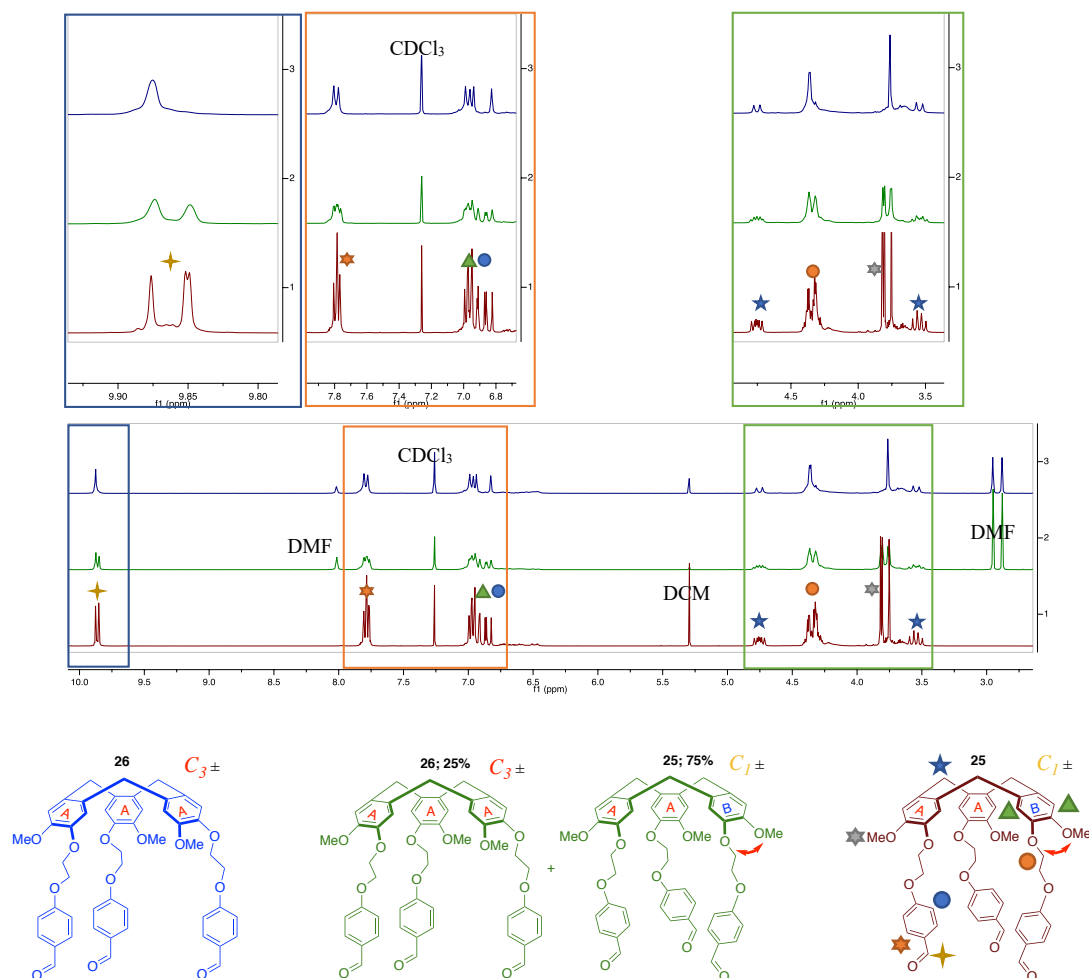 CDCl3
3
2
1
9.90 9.85 9.80
f1 (ppm)
CDCl3
3
2
1
7.8 7.6 7.4 7.2 7.0 6.8
f1 (ppm)
3
2
1
4.5 4.0 3.5
f1 (ppm)
CDCl3
DMF
DCM
DMF
3
2
1
10.0 9.5 9.0 8.5 8.0 7.5 7.0 6.5 6.0 5.5 5.0 4.5 4.0 3.5 3.0
f1 (ppm)
26 C3 ±
A A A
MeO OMe OMe
O O O
O O O
O O O
26; 25% C3 ±
A A A
MeO OMe OMe
O O O
O O O
O O O
+
25; 75% C1 ±
A A B
MeO OMe OMe
O O O
O O O
O O O
25 C1 ±
A A B
MeO OMe OMe
O O O
O O O
O O O